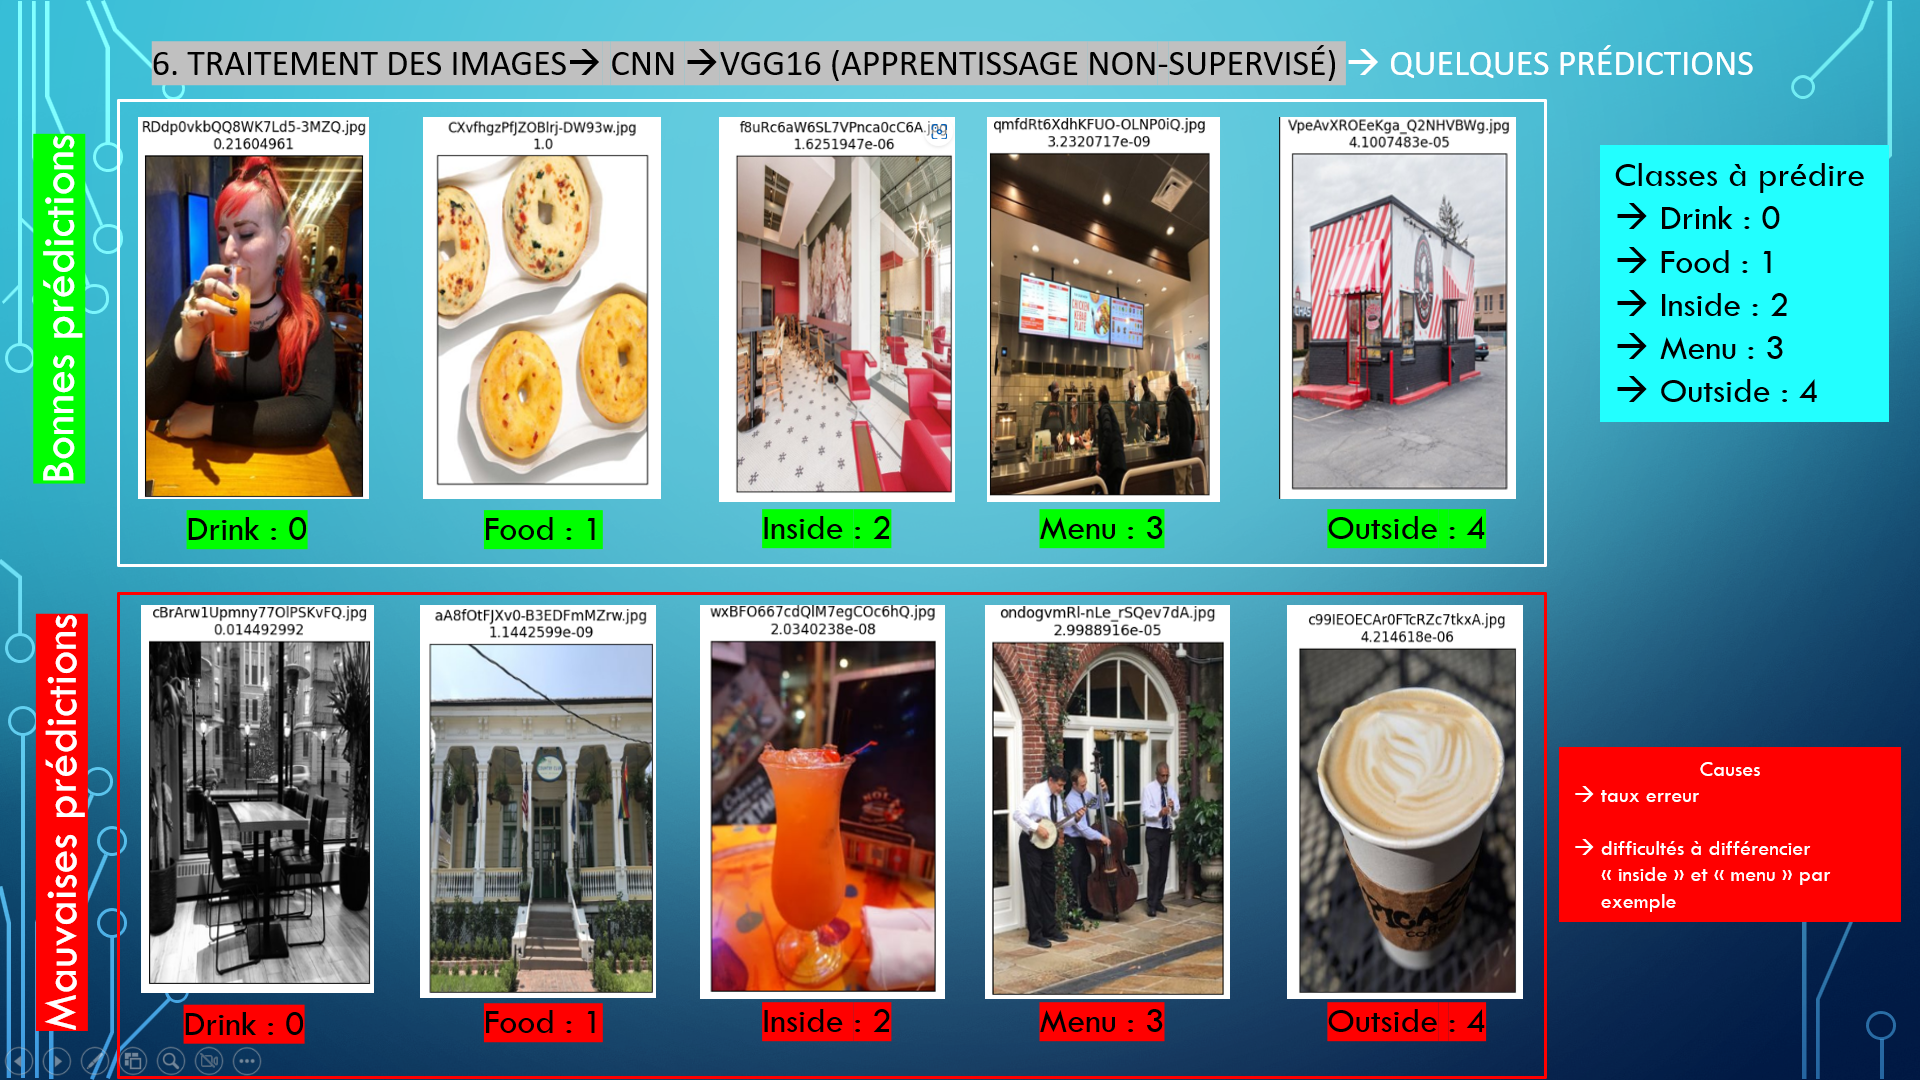 6. TRAITEMENT DES IMAGES→ CNN →VGG16 (APPRENTISSAGE NON-SUPERVISÉ) → QUELQUES PRÉDICTIONS
Bonnes prédictions
RDdp0vkbQQ8WK7Ld5-3MZQ.jpg
0.21604961
Drink : 0
CXvfhgzPfJZOBlrj-DW93w.jpg
1.0
Food : 1
f8uRc6aW6SL7VPnca0cC6A.jpg
1.6251947e-06
Inside : 2
qmfdRt6XdhKFUO-OLNP0iQ.jpg
3.2320717e-09
CHICKEN
KEBAB
PLATE
Menu : 3
VpeAvXROEeKga_Q2NHVBWg.jpg
4.1007483e-05
Outside : 4
Classes à prédire
→ Drink : 0
→ Food : 1
→ Inside : 2
→ Menu : 3
→ Outside : 4
Mauvaises prédictions
cBrArw1Upmny77OlPSKvFQ.jpg
0.014492992
Drink : 0
aA8fOtFJXv0-B3EDFmMZrw.jpg
1.1442599e-09
Food : 1
wxBFO667cdQlM7egCOc6hQ.jpg
2.0340238e-08
Inside : 2
ondogvmRl-nLe_rSQev7dA.jpg
2.9988916e-05
Menu : 3
c99IEOECAr0FTcRZc7tkxA.jpg
4.214618e-06
Outside : 4
Causes
→ taux erreur
→ difficultés à différencier
« inside » et « menu » par
exemple